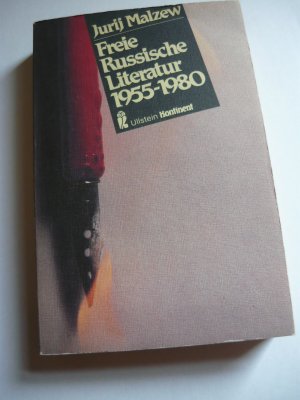 Jurij Malzew
Freie
Russische
Literatur
1955-1980
Ullstein Kontinent